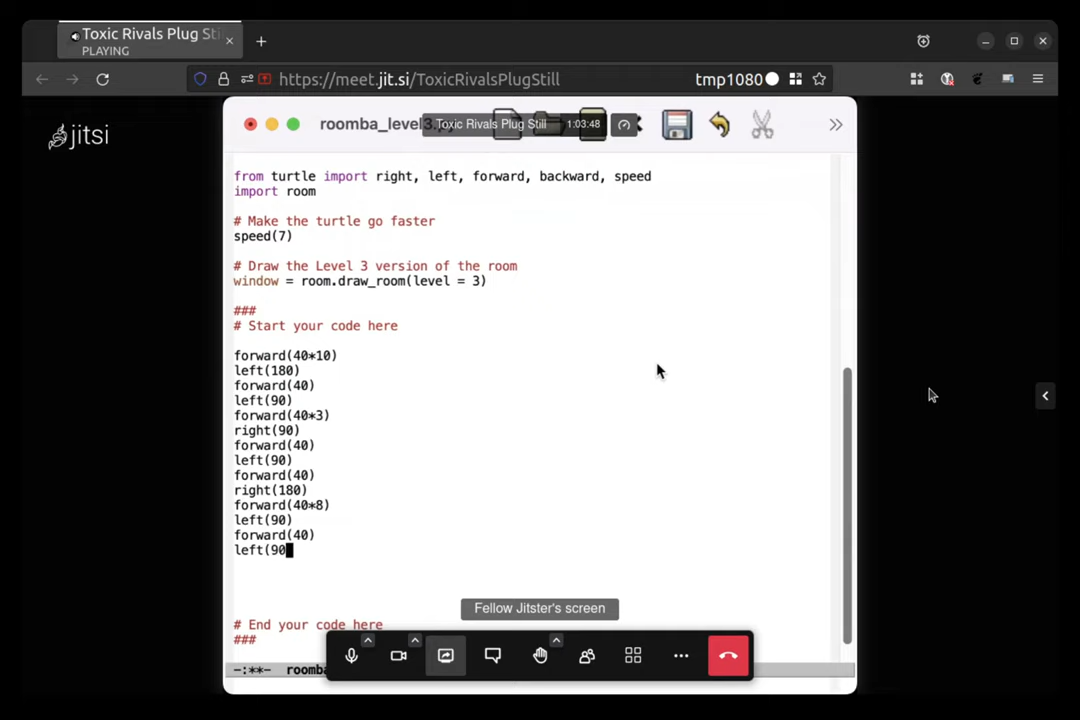 Toxic Rivals Plug Sti
PLAYING
https://meet.jit.si/ToxicRivalsPlugStill
tmp1080
jitsi
roomba_level3.
Toxic Rivals Plug Still
1:03:48
from turtle import right, left, forward, backward, speed
import room
# Make the turtle go faster
speed(7)
# Draw the Level 3 version of the room
window = room.draw_room(level = 3)
###
# Start your code here
forward(40*10)
left(180)
forward(40)
left(90)
forward(40*3)
right(90)
forward(40)
left(90)
forward(40)
right(180)
forward(40*8)
left(90)
forward(40)
left(90
Fellow Jitster's screen
# End your code here
###
-:**- roomba